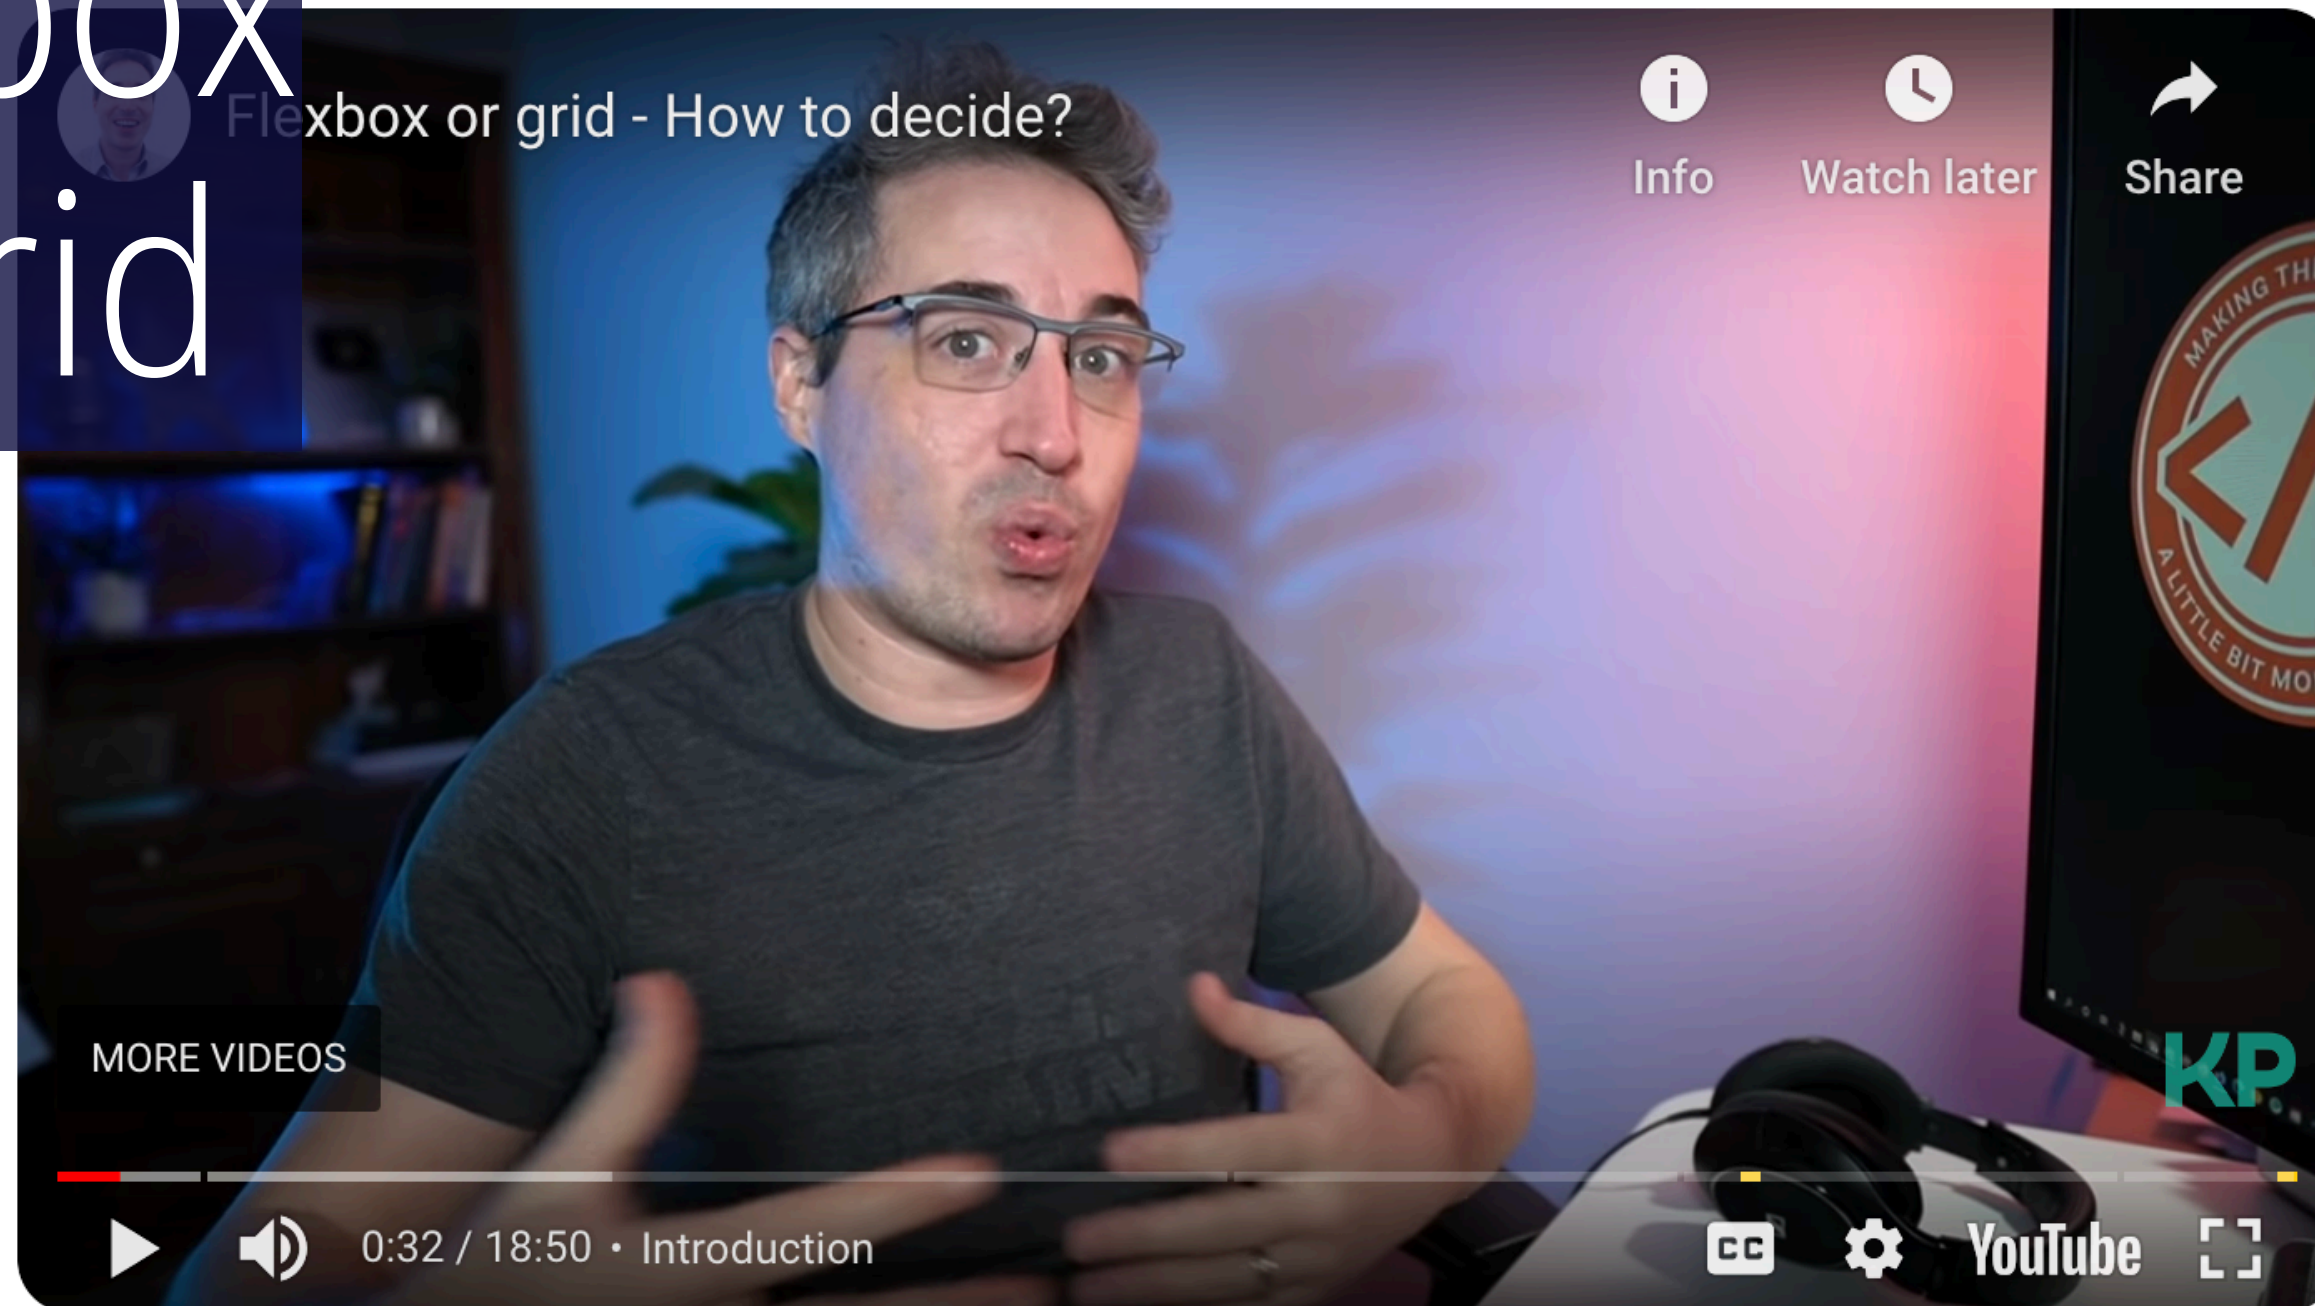 box
rid
Flexbox or grid - How to decide?
Info
Watch later
Share
MAKING THE
</
A LITTLE BIT MO
MORE VIDEOS
KP
0:32 / 18:50 • Introduction
CC
YouTube